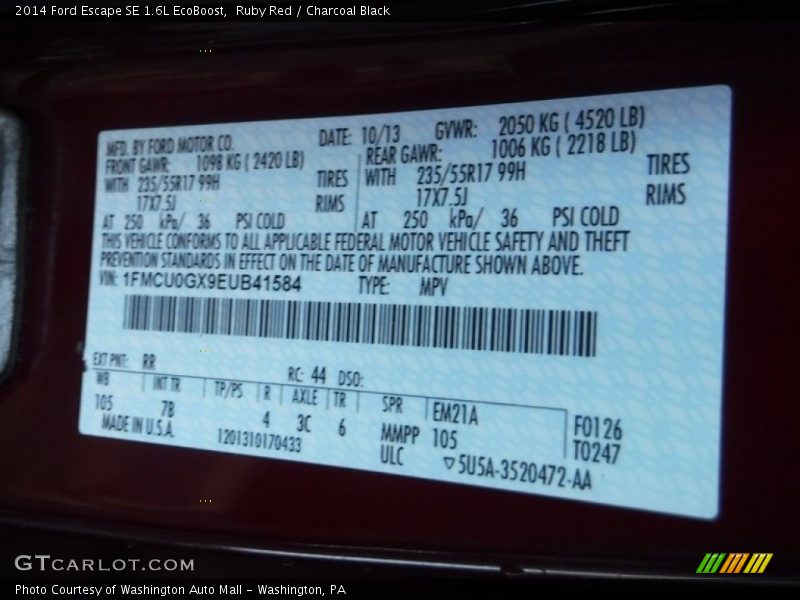 2014 Ford Escape SE 1.6L EcoBoost,  Ruby Red / Charcoal Black
MFD. BY FORD MOTOR CO. DATE: 10/13 GVWR: 2050 KG ( 4520 LB)
FRONT GAWR: 1098 KG ( 2420 LB) REAR GAWR: 1006 KG ( 2218 LB)
WITH 235/55R17 99H TIRES WITH 235/55R17 99H TIRES
17X7.5J RIMS 17X7.5J RIMS
AT 250 kPa/ 36 PSI COLD AT 250 kPa/ 36 PSI COLD
THIS VEHICLE CONFORMS TO ALL APPLICABLE FEDERAL MOTOR VEHICLE SAFETY AND THEFT
PREVENTION STANDARDS IN EFFECT ON THE DATE OF MANUFACTURE SHOWN ABOVE.
VIN: 1FMCU0GX9EUB41584 TYPE: MPV
EXT PNT: RR RC: 44 DSO:
WB INT TR TP/PS R AXLE TR SPR EM21A F0126
105 7B 4 3C 6 MMPP 105 T0247
MADE IN U.S.A. 1201310170433 ULC ▽5U5A-3520472-AA
GTCARLOT.COM
Photo Courtesy of Washington Auto Mall - Washington, PA